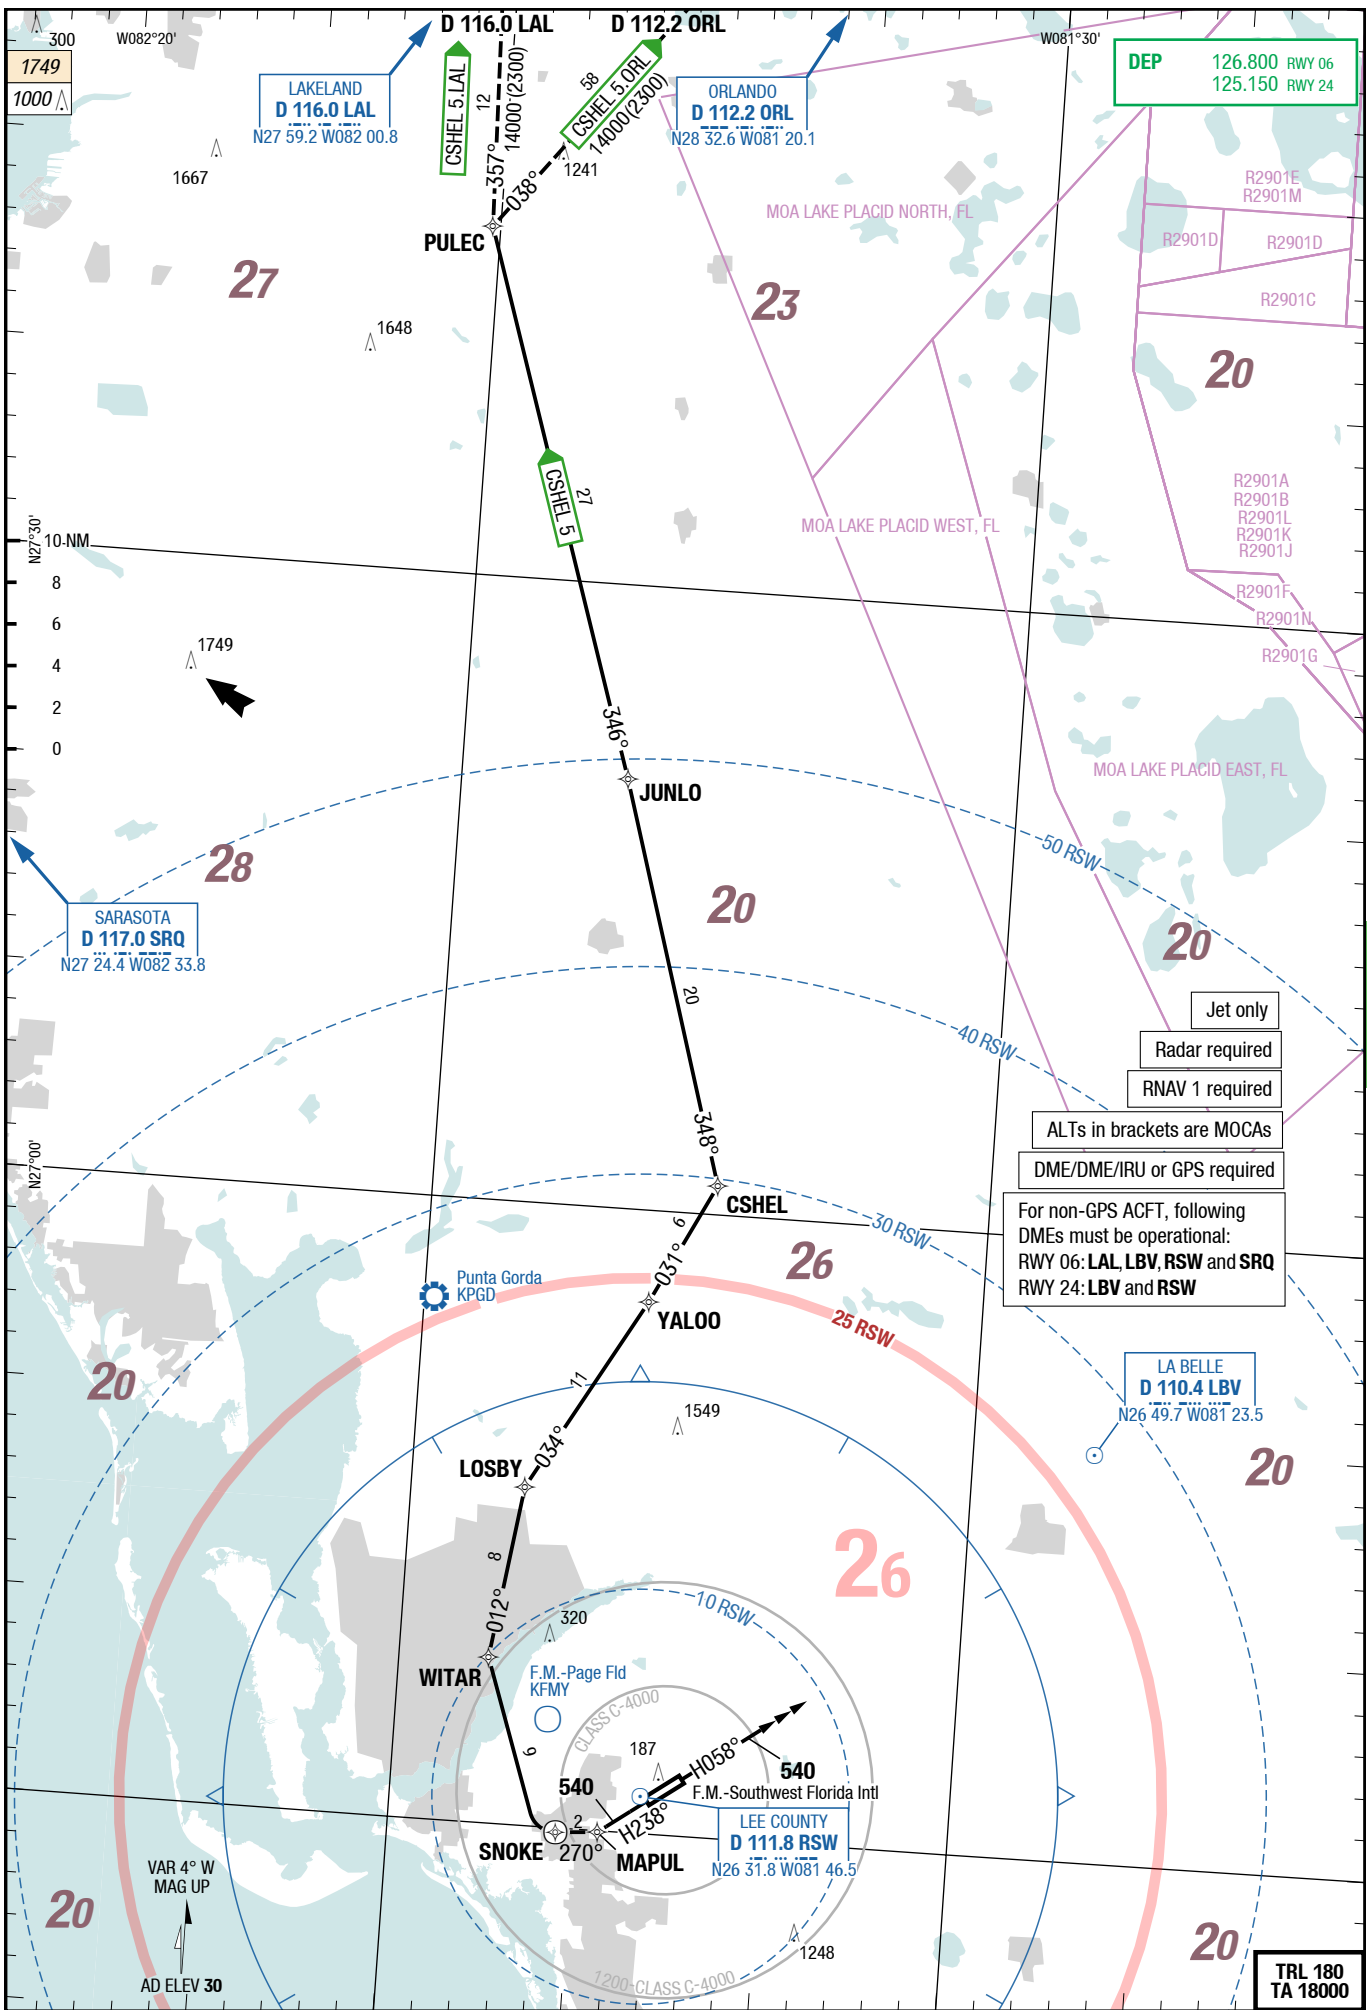 D 116.0 LAL
D 112.2 ORL
300
W082°20'
W081°30'
1749
1000
LAKELAND
D 116.0 LAL
N27 59.2 W082 00.8
CSHEL 5.LAL
12
14000 (2300)
357°
58
CSHEL 5.ORL
14000(2300)
038°
1241
ORLANDO
D 112.2 ORL
N28 32.6 W081 20.1
DEP 126.800 RWY 06
125.150 RWY 24
1667
PULEC
MOA LAKE PLACID NORTH, FL
R2901E
R2901M
R2901D
R2901D
R2901C
27
23
20
1648
CSHEL 5
27
MOA LAKE PLACID WEST, FL
R2901A
R2901B
R2901L
R2901K
R2901J
R2901F
R2901N
R2901G
N27°30'
10 NM
8
6
4
2
0
1749
346°
JUNLO
MOA LAKE PLACID EAST, FL
50 RSW
28
20
20
SARASOTA
D 117.0 SRQ
N27 24.4 W082 33.8
20
40 RSW
Jet only
Radar required
RNAV 1 required
ALTs in brackets are MOCAs
DME/DME/IRU or GPS required
For non-GPS ACFT, following
DMEs must be operational:
RWY 06: LAL, LBV, RSW and SRQ
RWY 24: LBV and RSW
N27°00'
348°
CSHEL
30 RSW
6
031°
26
Punta Gorda
KPGD
YALOO
25 RSW
20
11
034°
1549
LA BELLE
D 110.4 LBV
N26 49.7 W081 23.5
20
LOSBY
26
8
012°
10 RSW
320
WITAR
F.M.-Page Fld
KFMY
CLASS C-4000
9
187
H058°
540
540
F.M.-Southwest Florida Intl
H238°
2
SNOKE
270°
MAPUL
LEE COUNTY
D 111.8 RSW
N26 31.8 W081 46.5
VAR 4° W
MAG UP
20
AD ELEV 30
1248
1200-CLASS C-4000
20
TRL 180
TA 18000